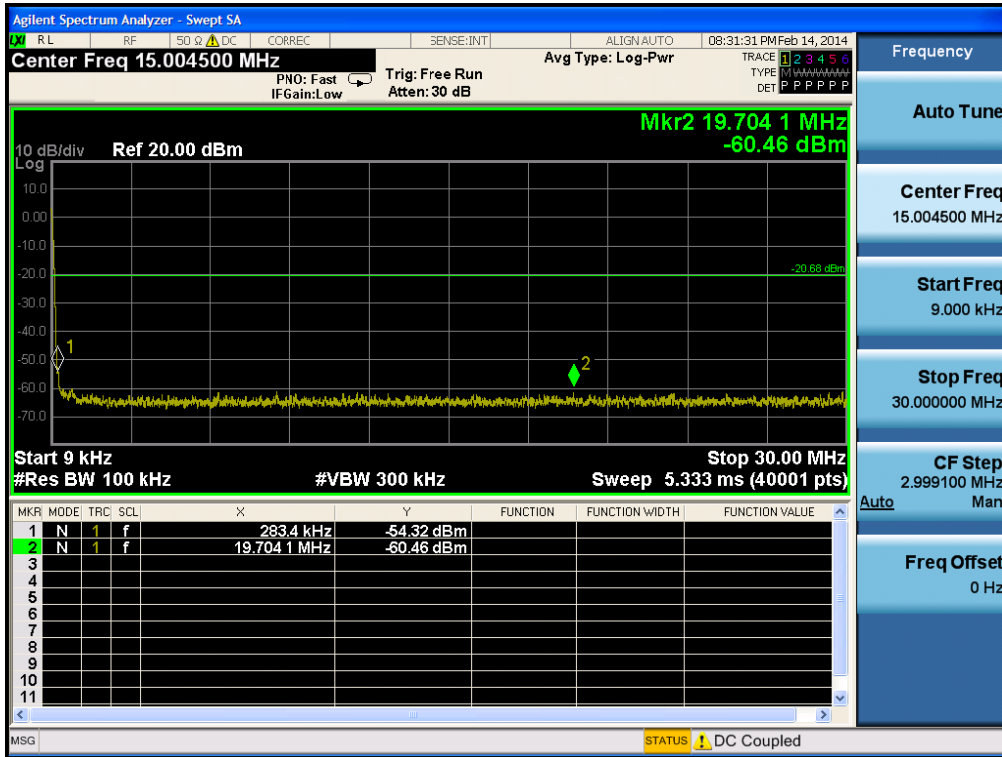 Agilent Spectrum Analyzer - Swept SA
LXI RL RF 50 Ω DC CORREC SENSE:INT ALIGN AUTO 08:31:31 PM Feb 14, 2014
Center Freq 15.004500 MHz
PNO: Fast
IFGain:Low
Trig: Free Run
Atten: 30 dB
Avg Type: Log-Pwr
TRACE 1 2 3 4 5 6
TYPE M
DET P P P P P P
Mkr2 19.704 1 MHz
-60.46 dBm
10 dB/div Ref 20.00 dBm
Log
10.0
0.00
-10.0
-20.0
-20.68 dBm
-30.0
-40.0
-50.0
1
2
-60.0
-70.0
Start 9 kHz Stop 30.00 MHz
#Res BW 100 kHz #VBW 300 kHz Sweep 5.333 ms (40001 pts)
MKR MODE TRC SCL X Y FUNCTION FUNCTION WIDTH FUNCTION VALUE
1 N 1 f 283.4 kHz -54.32 dBm
2 N 1 f 19.704 1 MHz -60.46 dBm
3
4
5
6
7
8
9
10
11
MSG STATUS DC Coupled
Frequency
Auto Tune
Center Freq
15.004500 MHz
Start Freq
9.000 kHz
Stop Freq
30.000000 MHz
CF Step
2.999100 MHz
Auto Man
Freq Offset
0 Hz